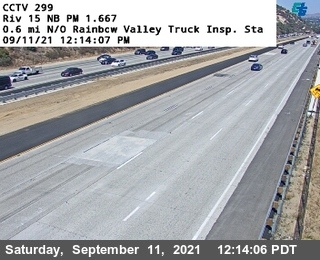 CCTV 299
Riv 15 NB PM 1.667
0.6 mi N/O Rainbcw Valley Truck Insp. Sta
09/11/21 12:14:07 PM
Saturday, September 11, 2021 12:14:06 PDT